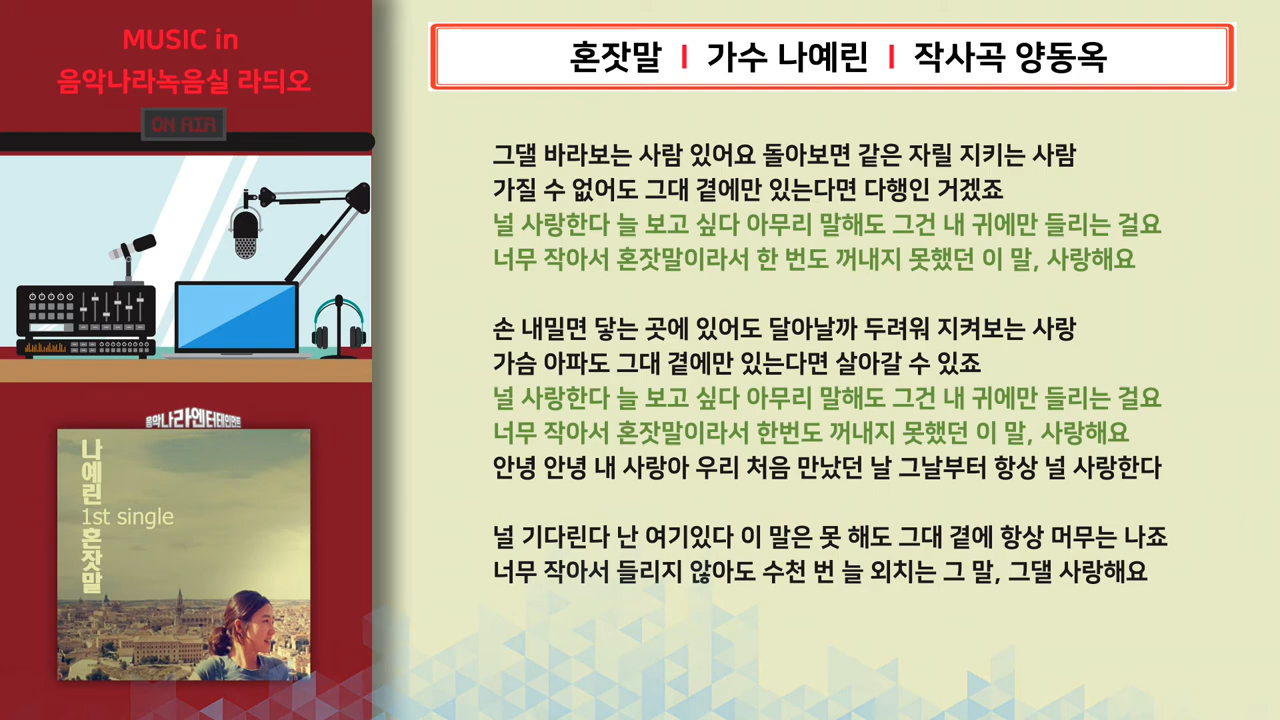 MUSIC in
음악나라녹음실 라듸오
ON AIR
혼잣말 I 가수 나예린 I 작사곡 양동옥
그댈 바라보는 사람 있어요 돌아보면 같은 자릴 지키는 사람
가질 수 없어도 그대 곁에만 있는다면 다행인 거겠죠
널 사랑한다 늘 보고 싶다 아무리 말해도 그건 내 귀에만 들리는 걸요
너무 작아서 혼잣말이라서 한 번도 꺼내지 못했던 이 말, 사랑해요
손 내밀면 닿는 곳에 있어도 달아날까 두려워 지켜보는 사랑
가슴 아파도 그대 곁에만 있는다면 살아갈 수 있죠
널 사랑한다 늘 보고 싶다 아무리 말해도 그건 내 귀에만 들리는 걸요
너무 작아서 혼잣말이라서 한번도 꺼내지 못했던 이 말, 사랑해요
안녕 안녕 내 사랑아 우리 처음 만났던 날 그날부터 항상 널 사랑한다
널 기다린다 난 여기있다 이 말은 못 해도 그대 곁에 항상 머무는 나죠
너무 작아서 들리지 않아도 수천 번 늘 외치는 그 말, 그댈 사랑해요
음악나라엔터테인먼트
나예린
1st single
혼잣말